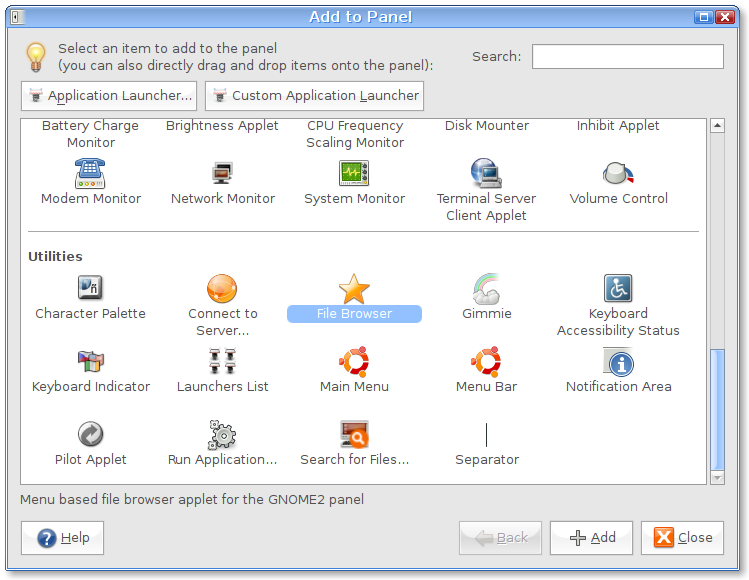 Add to Panel
Select an item to add to the panel
(you can also directly drag and drop items onto the panel):
Search:
Application Launcher...
Custom Application Launcher
Battery Charge
Monitor
Brightness Applet
CPU Frequency
Scaling Monitor
Disk Mounter
Inhibit Applet
Modem Monitor
Network Monitor
System Monitor
Terminal Server
Client Applet
Volume Control
Utilities
Character Palette
Connect to
Server...
File Browser
Gimmie
Keyboard
Accessibility Status
Keyboard Indicator
Launchers List
Main Menu
Menu Bar
Notification Area
Pilot Applet
Run Application...
Search for Files...
Separator
Menu based file browser applet for the GNOME2 panel
Help
Back
Add
Close